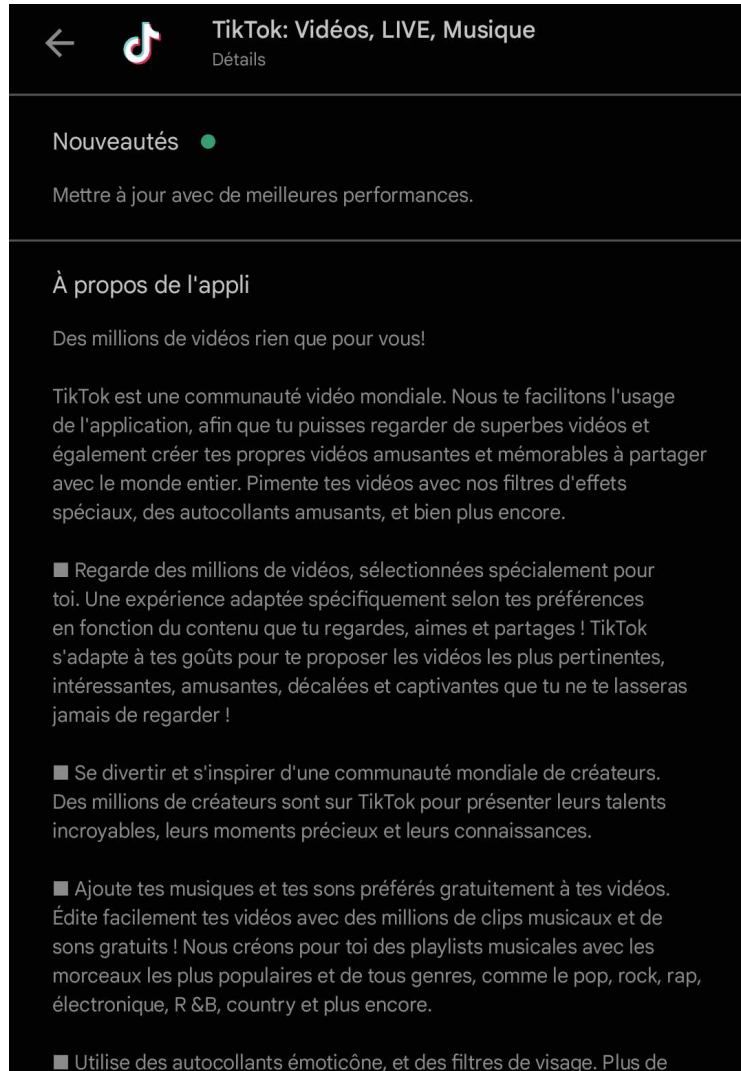 TikTok: Vidéos, LIVE, Musique
Détails
Nouveautés
Mettre à jour avec de meilleures performances.
À propos de l'appli
Des millions de vidéos rien que pour vous!
TikTok est une communauté vidéo mondiale. Nous te facilitons l'usage
de l'application, afin que tu puisses regarder de superbes vidéos et
également créer tes propres vidéos amusantes et mémorables à partager
avec le monde entier. Pimente tes vidéos avec nos filtres d'effets
spéciaux, des autocollants amusants, et bien plus encore.
■ Regarde des millions de vidéos, sélectionnées spécialement pour
toi. Une expérience adaptée spécifiquement selon tes préférences
en fonction du contenu que tu regardes, aimes et partages ! TikTok
s'adapte à tes goûts pour te proposer les vidéos les plus pertinentes,
intéressantes, amusantes, décalées et captivantes que tu ne te lasseras
jamais de regarder !
■ Se divertir et s'inspirer d'une communauté mondiale de créateurs.
Des millions de créateurs sont sur TikTok pour présenter leurs talents
incroyables, leurs moments précieux et leurs connaissances.
■ Ajoute tes musiques et tes sons préférés gratuitement à tes vidéos.
Édite facilement tes vidéos avec des millions de clips musicaux et de
sons gratuits ! Nous créons pour toi des playlists musicales avec les
morceaux les plus populaires et de tous genres, comme le pop, rock, rap,
électronique, R &B, country et plus encore.
■ Utilise des autocollants émoticône, et des filtres de visage. Plus de